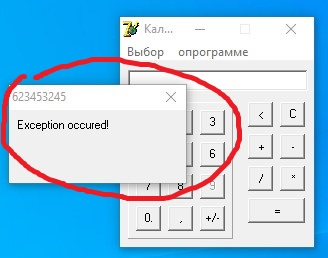 Кал...
Выбор опрограмме
623453245
Exception occured!
3
< C
6
+ -
7 8 9
/ *
0. , +/-
=